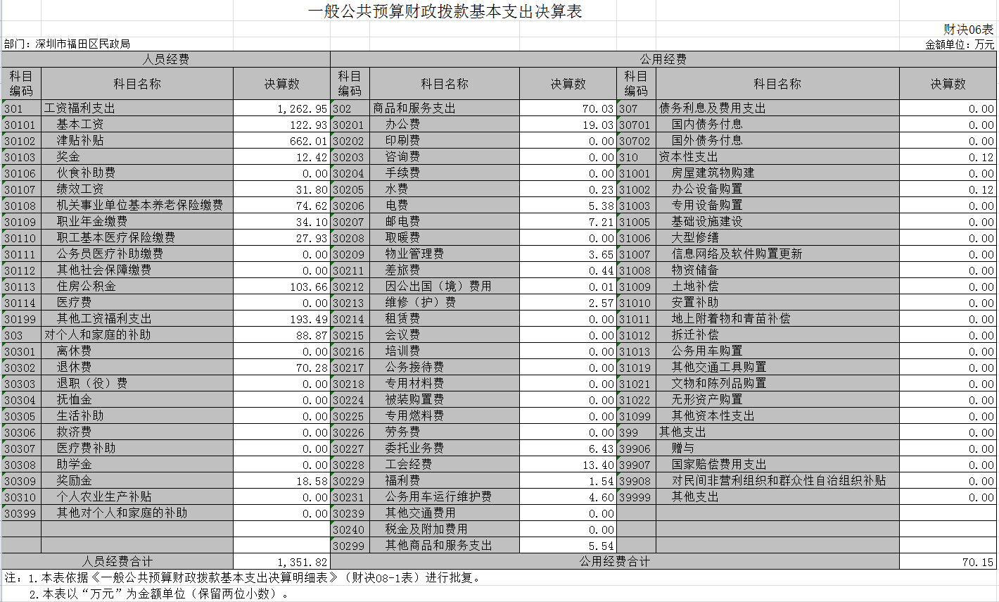 一般公共预算财政拨款基本支出决算表
财决06表
部门：深圳市福田区民政局 金额单位：万元
人员经费 公用经费
科目编码 科目名称 决算数 科目编码 科目名称 决算数 科目编码 科目名称 决算数
301 工资福利支出 1,262.95 302 商品和服务支出 70.03 307 债务利息及费用支出 0.00
30101 基本工资 122.93 30201 办公费 19.03 30701 国内债务付息 0.00
30102 津贴补贴 662.01 30202 印刷费 0.00 30702 国外债务付息 0.00
30103 奖金 12.42 30203 咨询费 0.00 310 资本性支出 0.12
30106 伙食补助费 0.00 30204 手续费 0.00 31001 房屋建筑物购建 0.00
30107 绩效工资 31.80 30205 水费 0.23 31002 办公设备购置 0.12
30108 机关事业单位基本养老保险缴费 74.62 30206 电费 5.38 31003 专用设备购置 0.00
30109 职业年金缴费 34.10 30207 邮电费 7.21 31005 基础设施建设 0.00
30110 职工基本医疗保险缴费 27.93 30208 取暖费 0.00 31006 大型修缮 0.00
30111 公务员医疗补助缴费 0.00 30209 物业管理费 3.65 31007 信息网络及软件购置更新 0.00
30112 其他社会保障缴费 0.00 30211 差旅费 0.44 31008 物资储备 0.00
30113 住房公积金 103.66 30212 因公出国（境）费用 0.01 31009 土地补偿 0.00
30114 医疗费 0.00 30213 维修（护）费 2.57 31010 安置补助 0.00
30199 其他工资福利支出 193.49 30214 租赁费 0.00 31011 地上附着物和青苗补偿 0.00
303 对个人和家庭的补助 88.87 30215 会议费 0.00 31012 拆迁补偿 0.00
30301 离休费 0.00 30216 培训费 0.00 31013 公务用车购置 0.00
30302 退休费 70.28 30217 公务接待费 0.00 31019 其他交通工具购置 0.00
30303 退职（役）费 0.00 30218 专用材料费 0.00 31021 文物和陈列品购置 0.00
30304 抚恤金 0.00 30224 被装购置费 0.00 31022 无形资产购置 0.00
30305 生活补助 0.00 30225 专用燃料费 0.00 31099 其他资本性支出 0.00
30306 救济费 0.00 30226 劳务费 0.00 399 其他支出 0.00
30307 医疗费补助 0.00 30227 委托业务费 6.43 39906 赠与 0.00
30308 助学金 0.00 30228 工会经费 13.40 39907 国家赔偿费用支出 0.00
30309 奖励金 18.58 30229 福利费 1.54 39908 对民间非营利组织和群众性自治组织补贴 0.00
30310 个人农业生产补贴 0.00 30231 公务用车运行维护费 4.60 39999 其他支出 0.00
30399 其他对个人和家庭的补助 0.00 30239 其他交通费用 0.00
30240 税金及附加费用 0.00
30299 其他商品和服务支出 5.54
人员经费合计 1,351.82 公用经费合计 70.15
注：1.本表依据《一般公共预算财政拨款基本支出决算明细表》（财决08-1表）进行批复。
2.本表以“万元”为金额单位（保留两位小数）。